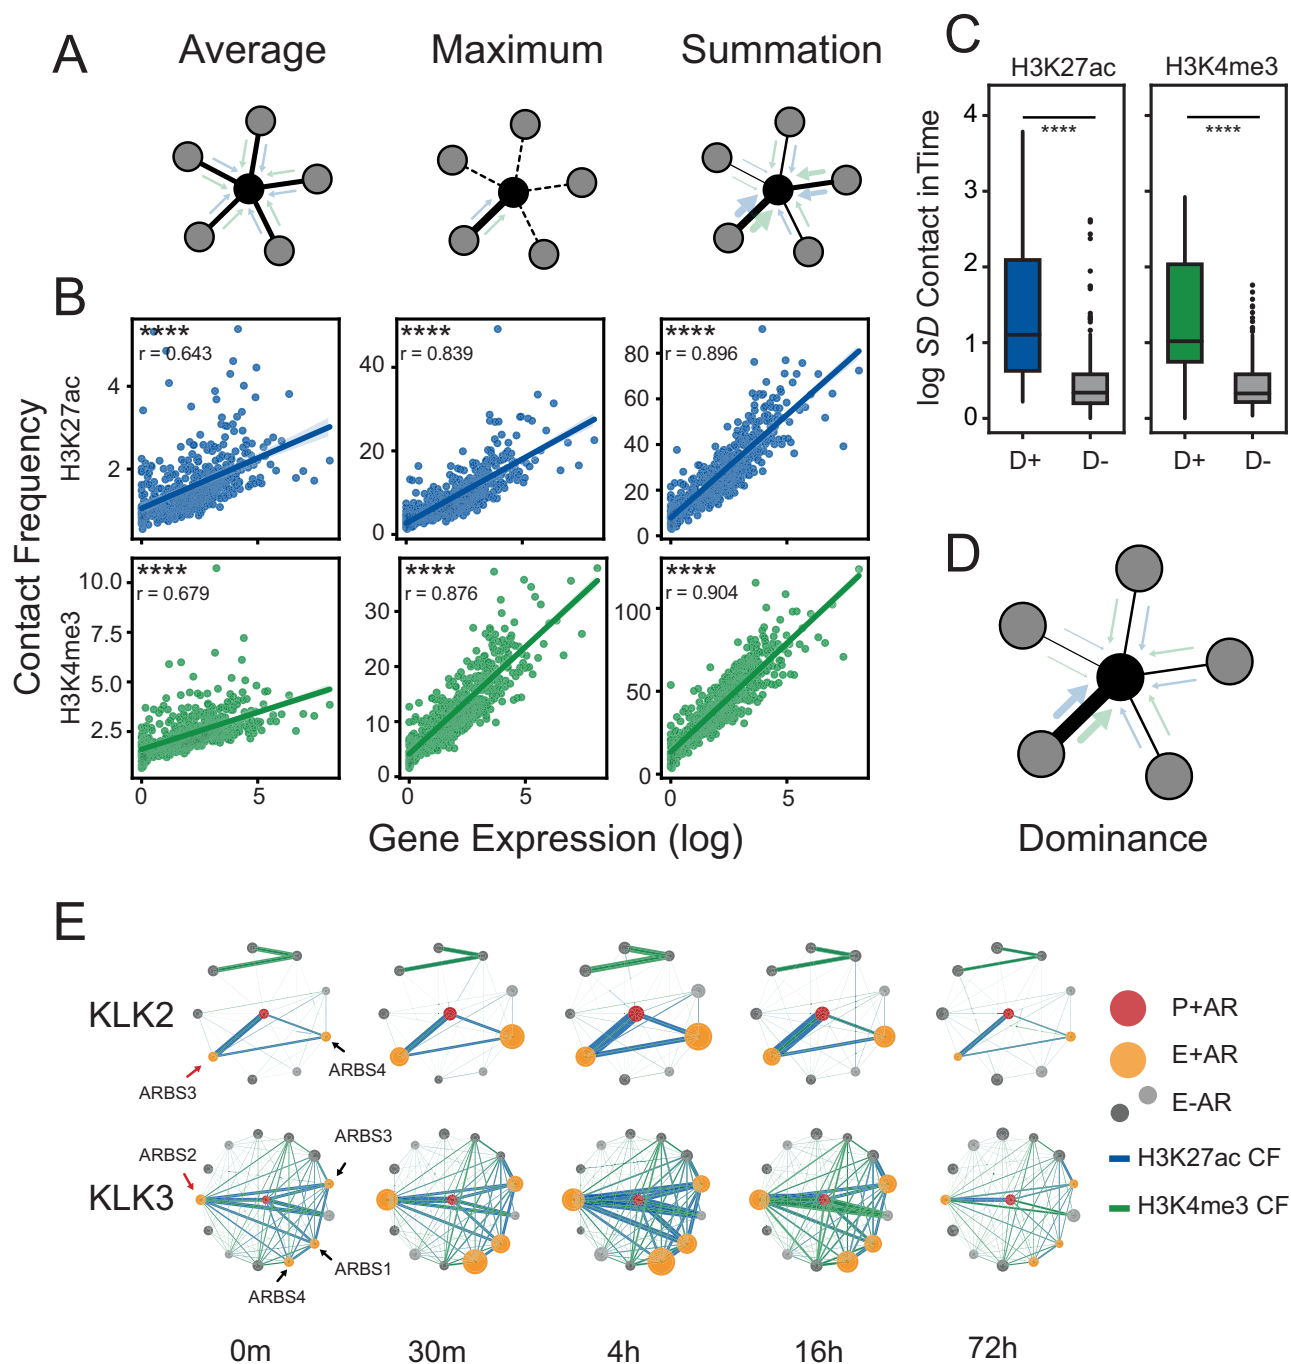 A
Average
Maximum
Summation
B
Contact Frequency
H3K27ac
****
r = 0.643
4
2
****
r = 0.839
40
20
0
****
r = 0.896
80
60
40
20
0
H3K4me3
****
r = 0.679
10.0
7.5
5.0
2.5
0
5
****
r = 0.876
30
20
10
0
0
5
****
r = 0.904
100
50
0
0
5
Gene Expression (log)
C
H3K27ac
H3K4me3
log SD Contact inTime
4
3
2
1
0
****
****
D+
D-
D+
D-
D
Dominance
E
KLK2
ARBS3
ARBS4
KLK3
ARBS2
ARBS3
ARBS1
ARBS4
0m
30m
4h
16h
72h
P+AR
E+AR
E-AR
H3K27ac CF
H3K4me3 CF